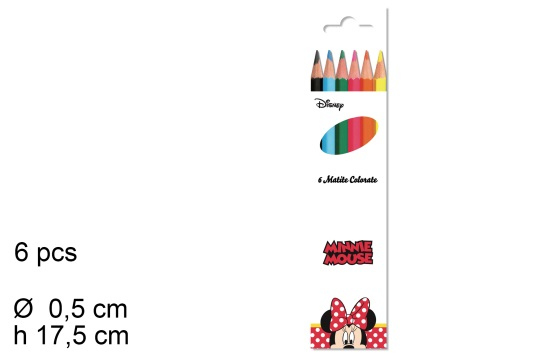 Disney
6 Matite Colorate
MINNIE
MOUSE
6 pcs
Ø 0,5 cm
h 17,5 cm